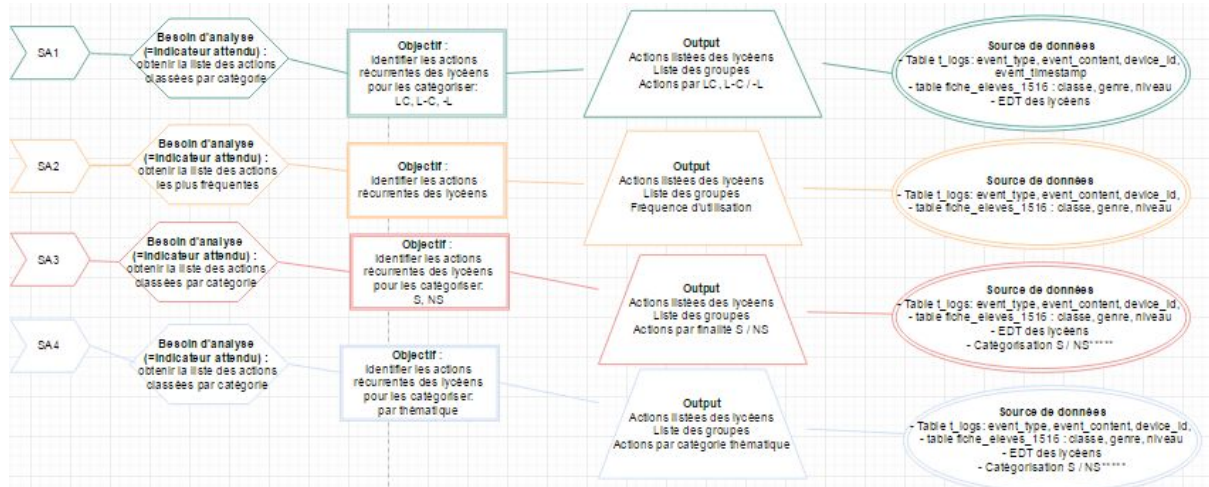 SA1
Besoin d'analyse
(=indicateur attendu) :
obtenir la liste des actions
classées par catégorie
Objectif :
Identifier les actions
récurrentes des lycéens
pour les catégoriser:
LC, L-C, -L
Output
Actions listées des lycéens
Liste des groupes
Actions par LC, L-C / -L
Source de données
- Table t_logs: event_type, event_content, device_id,
event_timestamp
- table fiche_eleves_1516 : classe, genre, niveau
- EDT des lycéens
SA2
Besoin d'analyse
(=indicateur attendu) :
obtenir la liste des actions
les plus fréquentes
Objectif :
Identifier les actions
récurrentes des lycéens
Output
Actions listées des lycéens
Liste des groupes
Fréquence d'utilisation
Source de données
- Table t_logs: event_type, event_content, device_id,
- table fiche_eleves_1516 : classe, genre, niveau
SA3
Besoin d'analyse
(=indicateur attendu) :
obtenir la liste des actions
classées par catégorie
Objectif :
Identifier les actions
récurrentes des lycéens
pour les catégoriser:
S, NS
Output
Actions listées des lycéens
Liste des groupes
Actions par finalité S / NS
Source de données
- Table t_logs: event_type, event_content, device_id,
- table fiche_eleves_1516 : classe, genre, niveau
- EDT des lycéens
- Catégorisation S / NS*****
SA4
Besoin d'analyse
(=indicateur attendu) :
obtenir la liste des actions
classées par catégorie
Objectif :
Identifier les actions
récurrentes des lycéens
pour les catégoriser:
par thématique
Output
Actions listées des lycéens
Liste des groupes
Actions par catégorie thématique
Source de données
- Table t_logs: event_type, event_content, device_id,
- table fiche_eleves_1516 : classe, genre, niveau
- EDT des lycéens
- Catégorisation S / NS*****